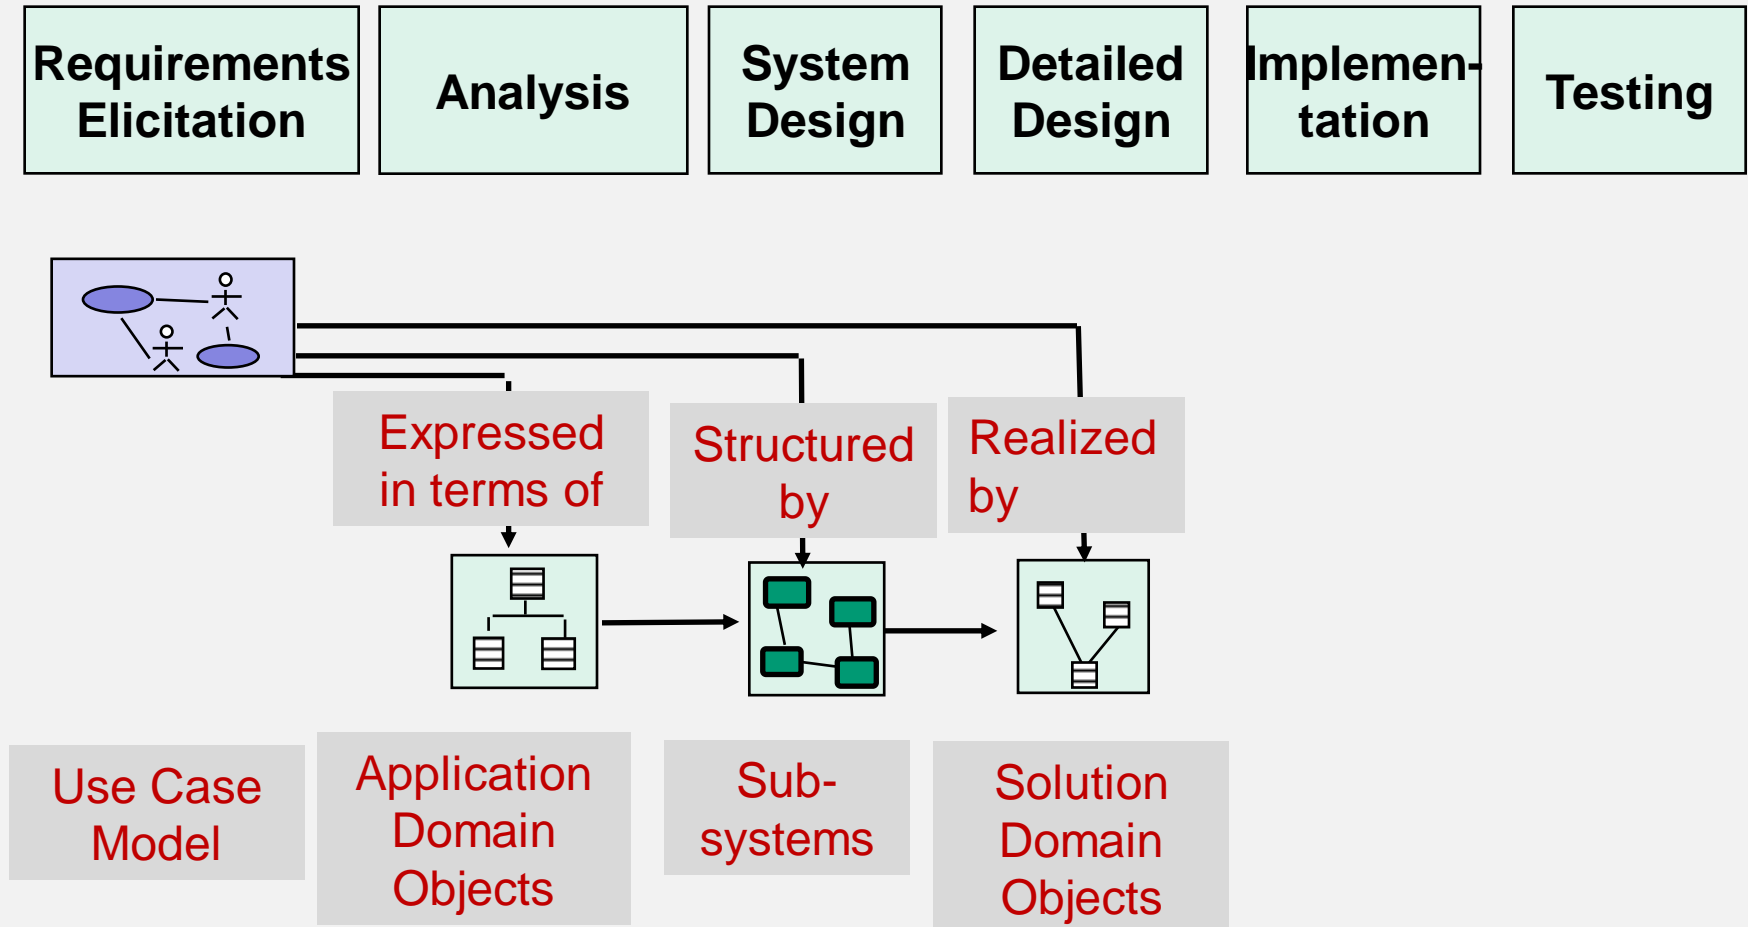 Requirements
Elicitation
Analysis
System
Design
Detailed
Design
Implemen-
tation
Testing
Expressed
in terms of
Structured
by
Realized
by
Use Case
Model
Application
Domain
Objects
Sub-
systems
Solution
Domain
Objects